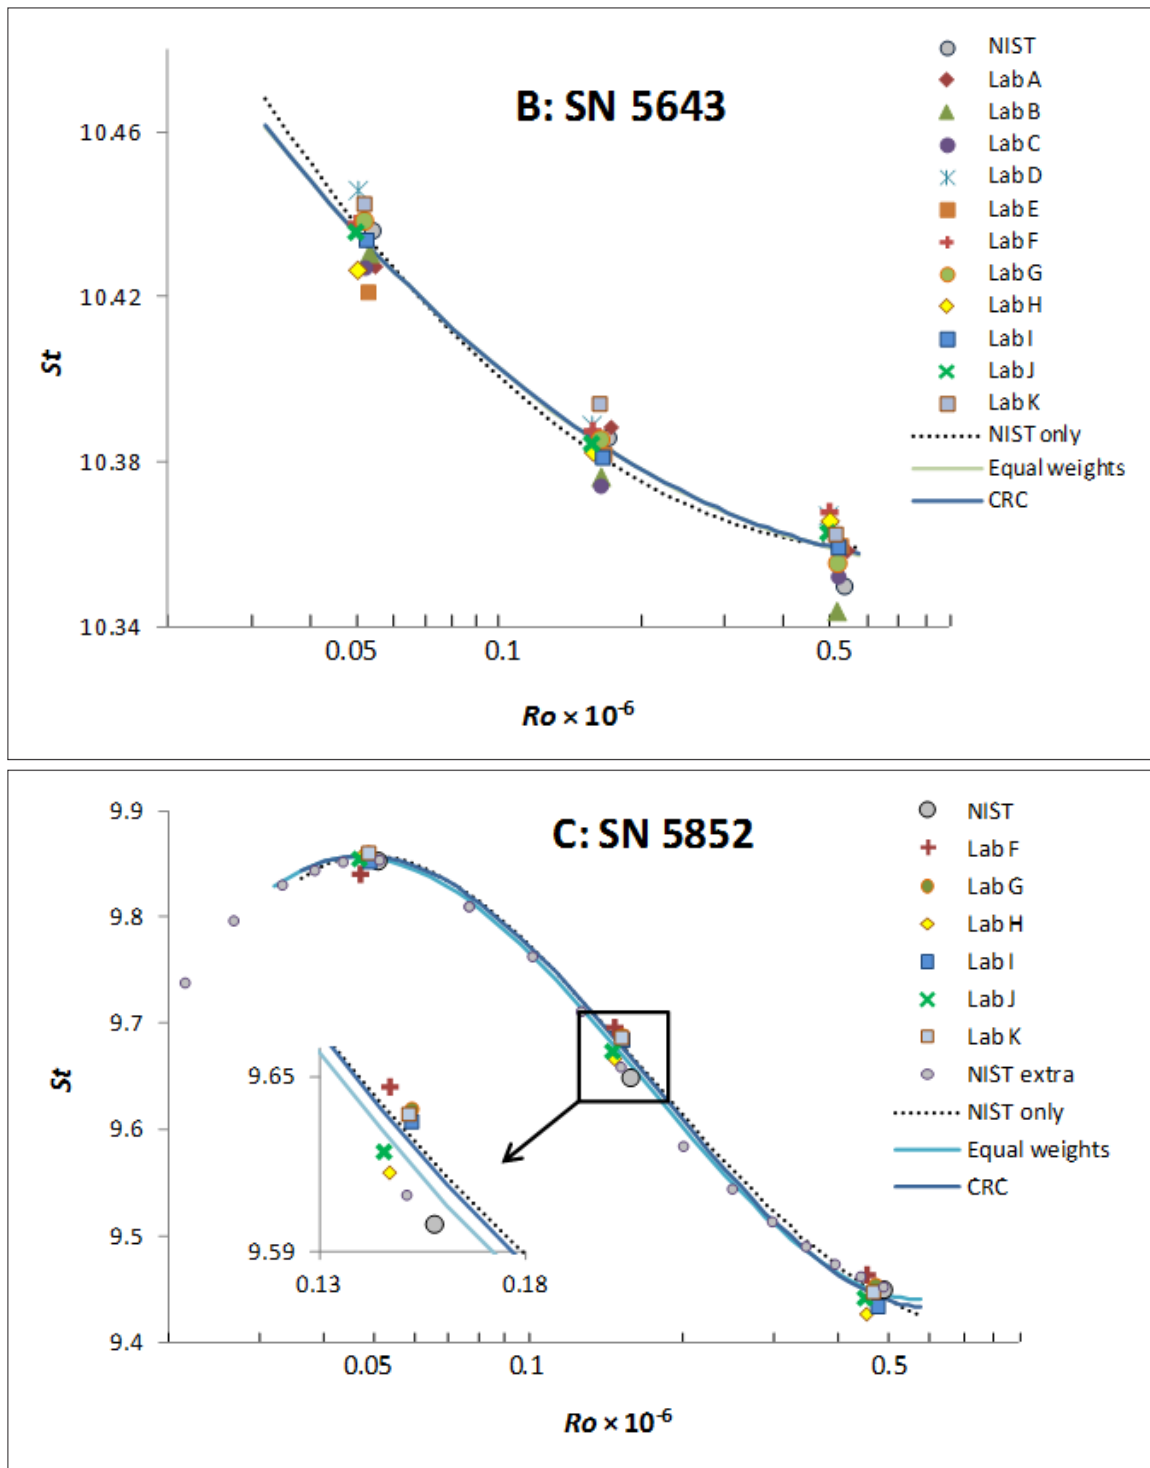 B: SN 5643
10.46
10.42
10.38
10.34
St
0.05
0.1
0.5
Ro × 10-6
NIST
Lab A
Lab B
Lab C
Lab D
Lab E
Lab F
Lab G
Lab H
Lab I
Lab J
Lab K
NIST only
Equal weights
CRC
C: SN 5852
9.9
9.8
9.7
9.6
9.5
9.4
St
9.65
9.59
0.13
0.18
0.05
0.1
0.5
Ro × 10-6
NIST
Lab F
Lab G
Lab H
Lab I
Lab J
Lab K
NIST extra
NIST only
Equal weights
CRC